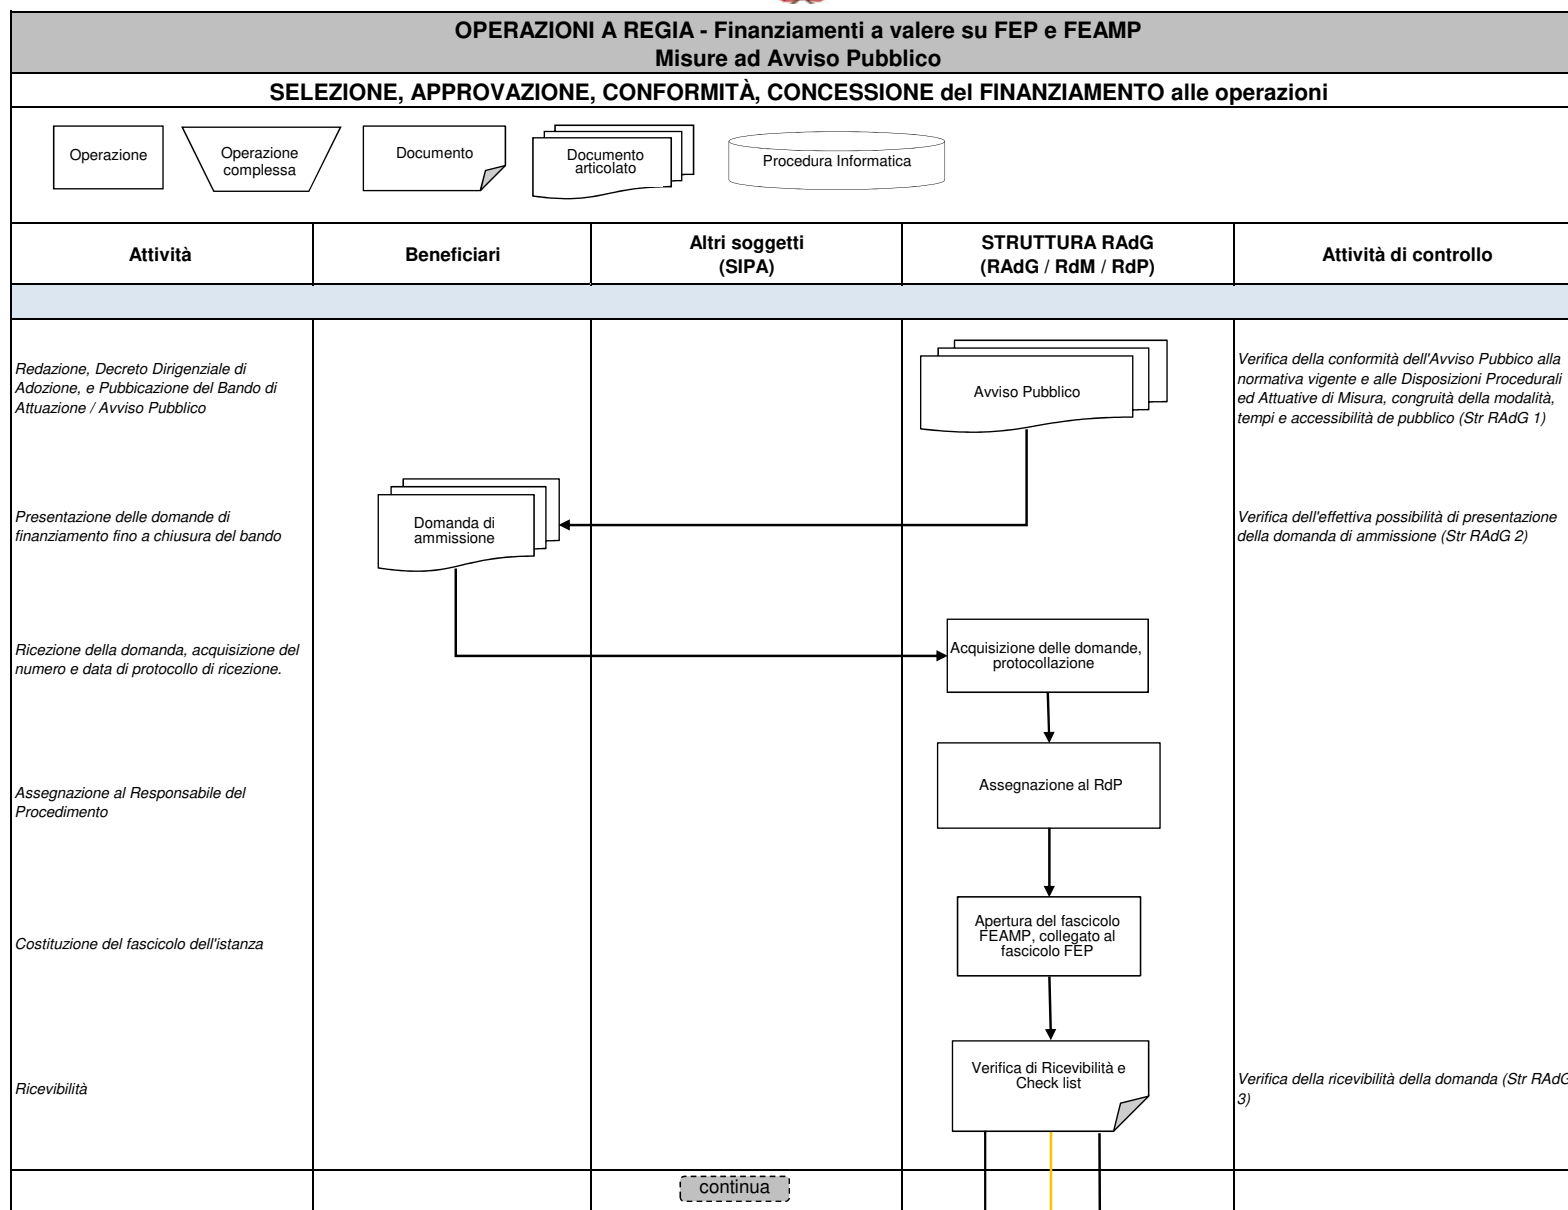 OPERAZIONI A REGIA - Finanziamenti a valere su FEP e FEAMP
Misure ad Avviso Pubblico
SELEZIONE, APPROVAZIONE, CONFORMITÀ, CONCESSIONE del FINANZIAMENTO alle operazioni
Operazione
Operazione
complessa
Documento
Documento
articolato
Procedura Informatica
Attività
Beneficiari
Altri soggetti
(SIPA)
STRUTTURA RAdG
(RAdG / RdM / RdP)
Attività di controllo
Redazione, Decreto Dirigenziale di
Adozione, e Pubbicazione del Bando di
Attuazione / Avviso Pubblico
Avviso Pubblico
Verifica della conformità dell'Avviso Pubbico alla
normativa vigente e alle Disposizioni Procedurali
ed Attuative di Misura, congruità della modalità,
tempi e accessibilità de pubblico (Str RAdG 1)
Presentazione delle domande di
finanziamento fino a chiusura del bando
Domanda di
ammissione
Verifica dell'effettiva possibilità di presentazione
della domanda di ammissione (Str RAdG 2)
Ricezione della domanda, acquisizione del
numero e data di protocollo di ricezione.
Acquisizione delle domande,
protocollazione
Assegnazione al Responsabile del
Procedimento
Assegnazione al RdP
Costituzione del fascicolo dell'istanza
Apertura del fascicolo
FEAMP, collegato al
fascicolo FEP
Ricevibilità
Verifica di Ricevibilità e
Check list
Verifica della ricevibilità della domanda (Str RAdG
3)
continua